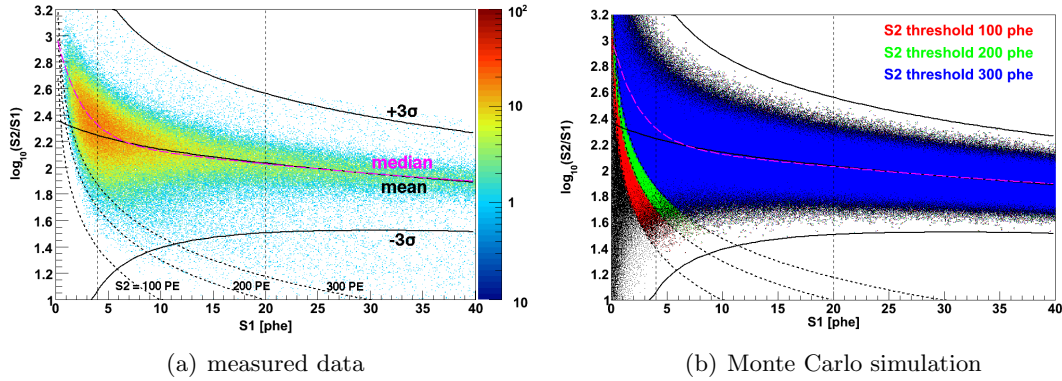 3.2
3
2.8
2.6
2.4
2.2
2
1.8
1.6
1.4
1.2
1
log10(S2/S1)
+3σ
median
mean
-3σ
S2 = 100 PE 200 PE 300 PE
0 5 10 15 20 25 30 35 40
S1 [phe]
10²
10
1
10
(a) measured data
3.2
3
2.8
2.6
2.4
2.2
2
1.8
1.6
1.4
1.2
1
log10(S2/S1)
S2 threshold 100 phe
S2 threshold 200 phe
S2 threshold 300 phe
0 5 10 15 20 25 30 35 40
S1 [phe]
(b) Monte Carlo simulation